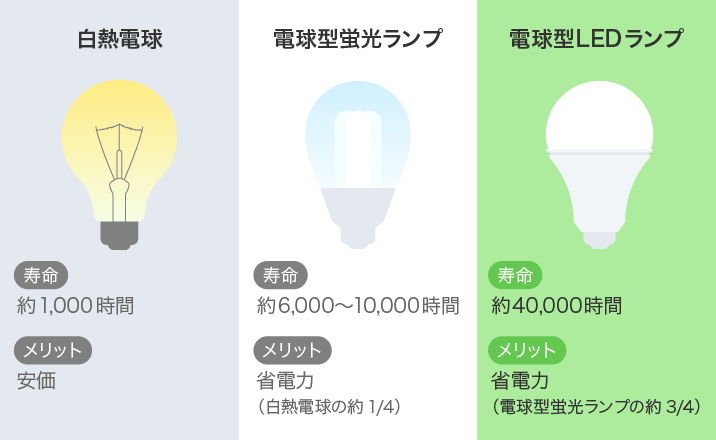 白熱電球
寿命
約1,000時間
メリット
安価
電球型蛍光ランプ
寿命
約6,000〜10,000時間
メリット
省電力
（白熱電球の約1/4）
電球型LEDランプ
寿命
約40,000時間
メリット
省電力
（電球型蛍光ランプの約3/4）